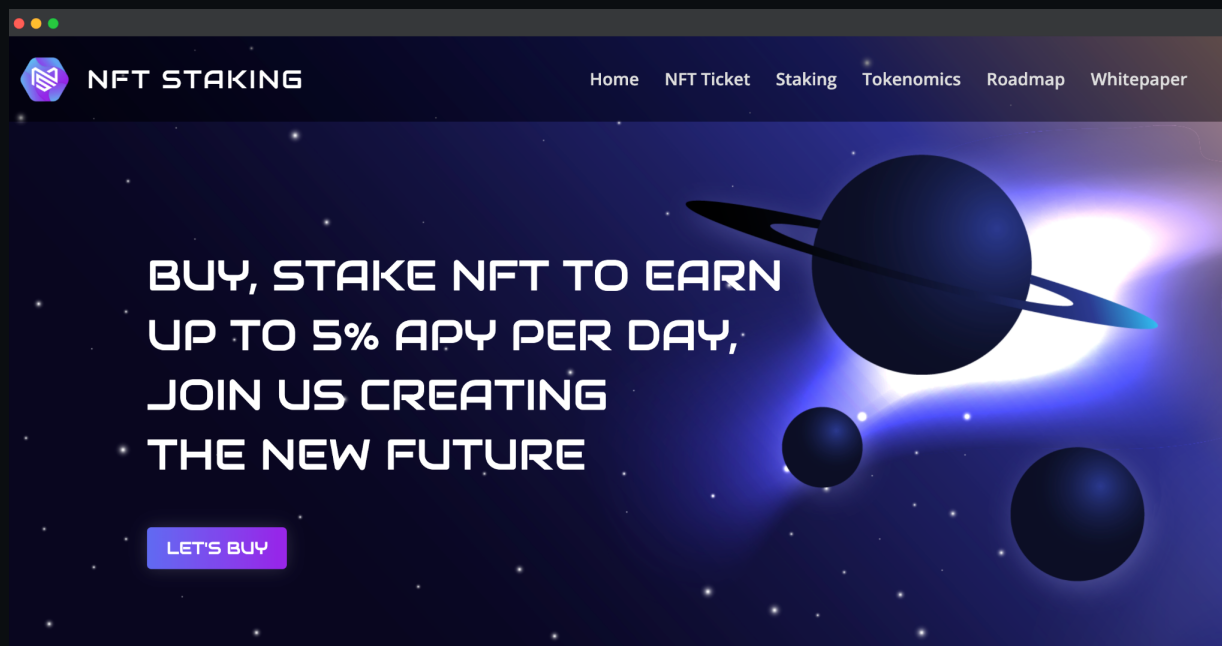 NFT STAKING
Home NFT Ticket Staking Tokenomics Roadmap Whitepaper
BUY, STAKE NFT TO EARN
UP TO 5% APY PER DAY,
JOIN US CREATING
THE NEW FUTURE
LET'S BUY